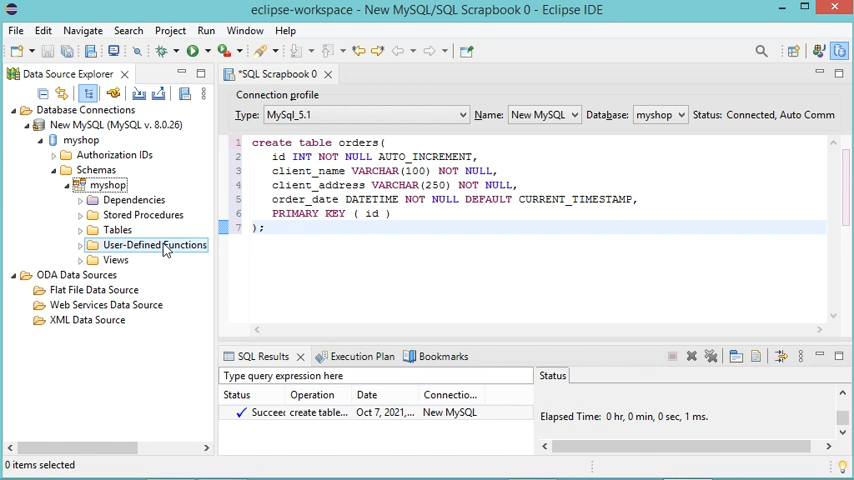 eclipse-workspace - New MySQL/SQL Scrapbook 0 - Eclipse IDE
File Edit Navigate Search Project Run Window Help
Data Source Explorer
Database Connections
New MySQL (MySQL v. 8.0.26)
myshop
Authorization IDs
Schemas
myshop
Dependencies
Stored Procedures
Tables
User-Defined Functions
Views
ODA Data Sources
Flat File Data Source
Web Services Data Source
XML Data Source
*SQL Scrapbook 0
Connection profile
Type: MySql_5.1 Name: New MySQL Database: myshop Status: Connected, Auto Comm
1 create table orders(
2 id INT NOT NULL AUTO_INCREMENT,
3 client_name VARCHAR(100) NOT NULL,
4 client_address VARCHAR(250) NOT NULL,
5 order_date DATETIME NOT NULL DEFAULT CURRENT_TIMESTAMP,
6 PRIMARY KEY ( id )
7 );
SQL Results Execution Plan Bookmarks
Type query expression here
Status Operation Date Connectio...
Succeed create table... Oct 7, 2021,... New MySQL
Status
Elapsed Time: 0 hr, 0 min, 0 sec, 1 ms.
0 items selected